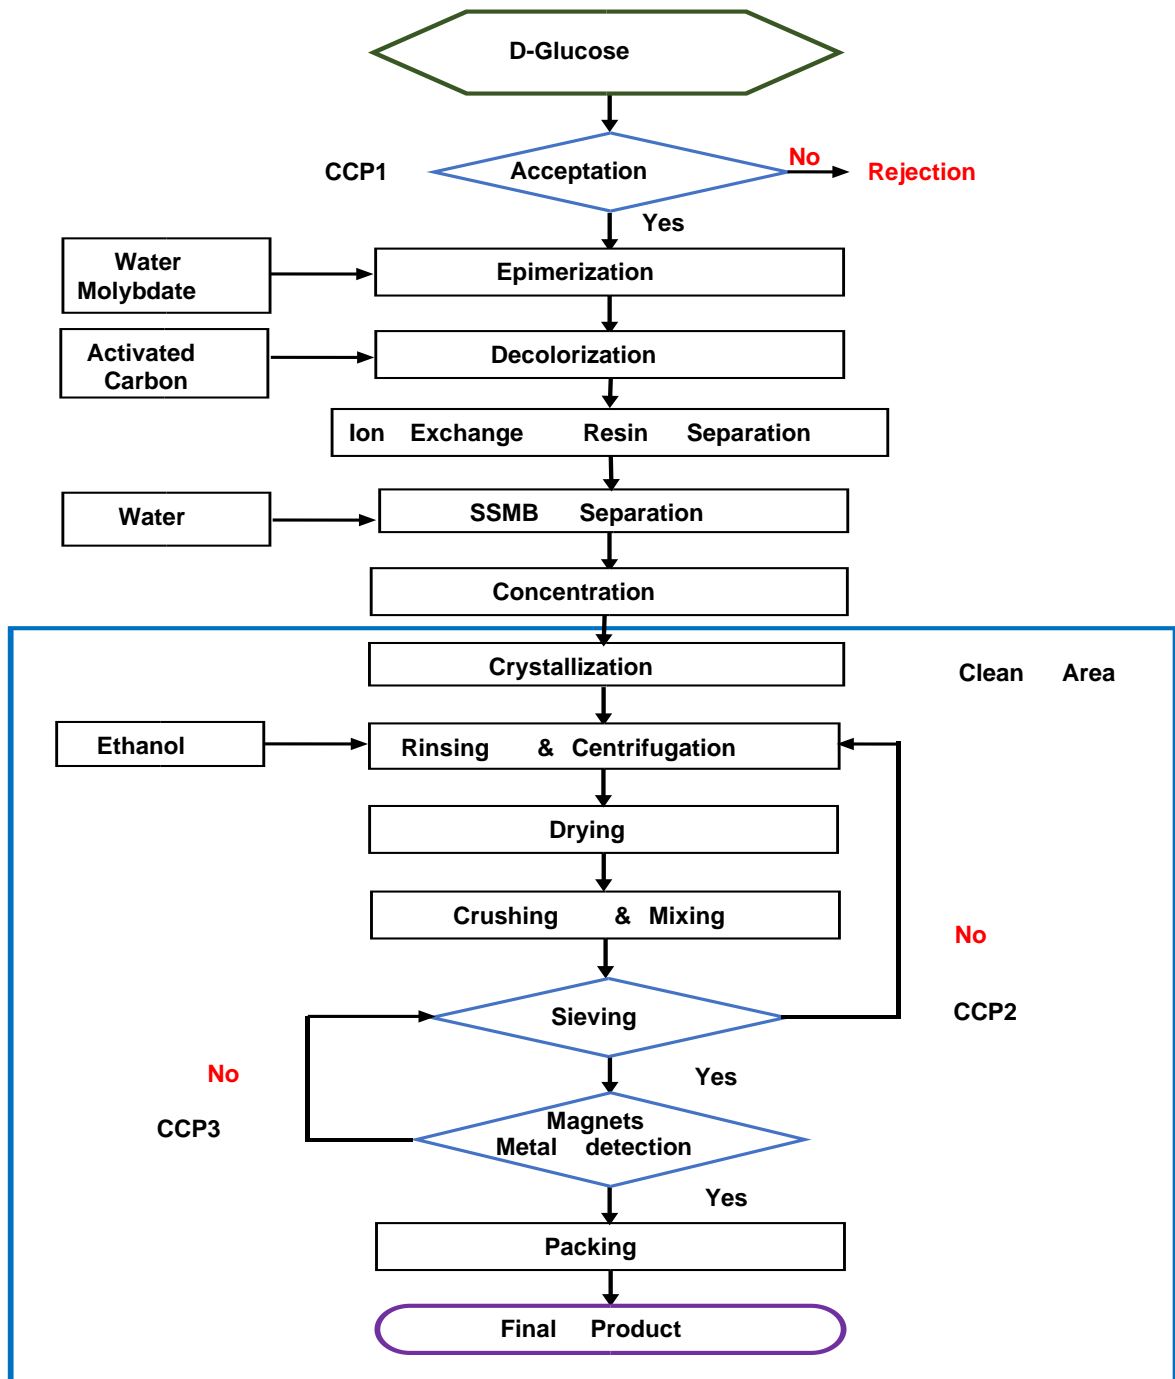 D-Glucose
CCP1
Acceptation
No
Rejection
Yes
Water
Molybdate
Epimerization
Activated
Carbon
Decolorization
Ion Exchange Resin Separation
Water
SSMB Separation
Concentration
Crystallization
Clean Area
Ethanol
Rinsing & Centrifugation
Drying
Crushing & Mixing
No
Sieving
CCP2
No
Yes
CCP3
Magnets
Metal detection
Yes
Packing
Final Product